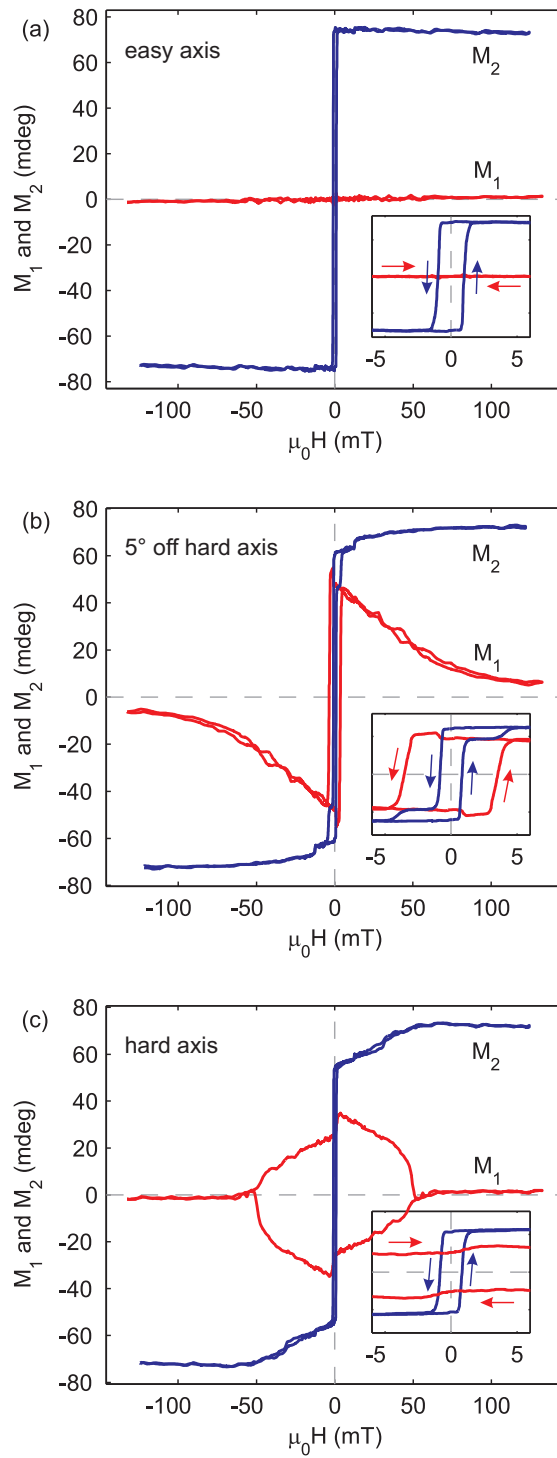 (a)
easy axis
M₂
M₁
M₁ and M₂ (mdeg)
80
60
40
20
0
-20
-40
-60
-80
-5 0 5
-100 -50 0 50 100
μ₀H (mT)
(b)
5° off hard axis
M₂
M₁
M₁ and M₂ (mdeg)
80
60
40
20
0
-20
-40
-60
-80
-5 0 5
-100 -50 0 50 100
μ₀H (mT)
(c)
hard axis
M₂
M₁
M₁ and M₂ (mdeg)
80
60
40
20
0
-20
-40
-60
-80
-5 0 5
-100 -50 0 50 100
μ₀H (mT)